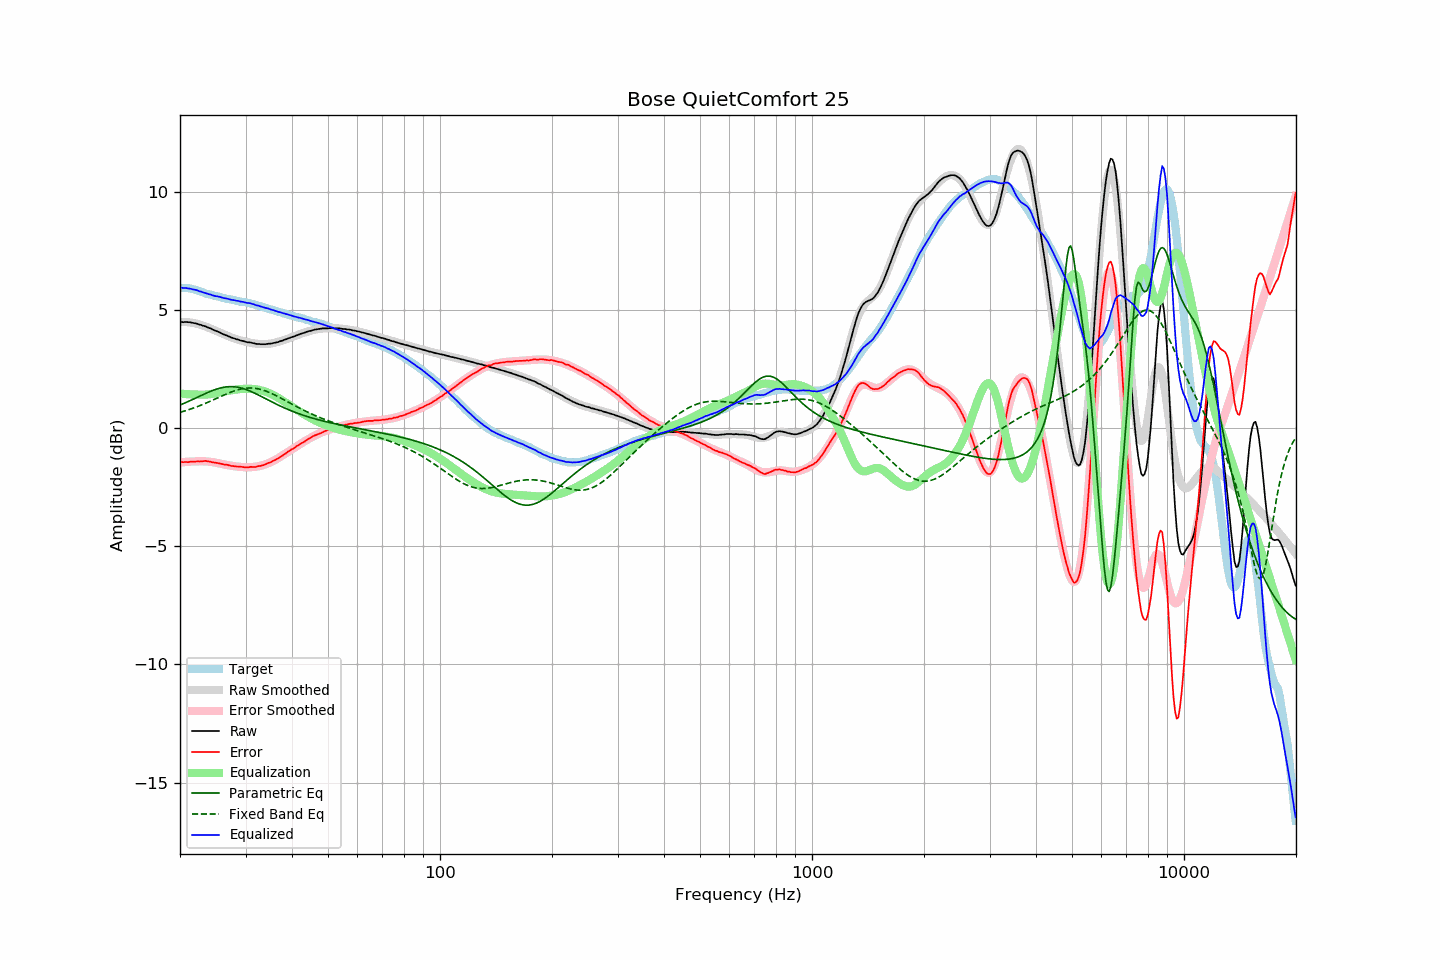 Bose QuietComfort 25
Amplitude (dBr)
10
5
0
−5
−10
−15
Target
Raw Smoothed
Error Smoothed
Raw
Error
Equalization
Parametric Eq
Fixed Band Eq
Equalized
100
1000
10000
Frequency (Hz)